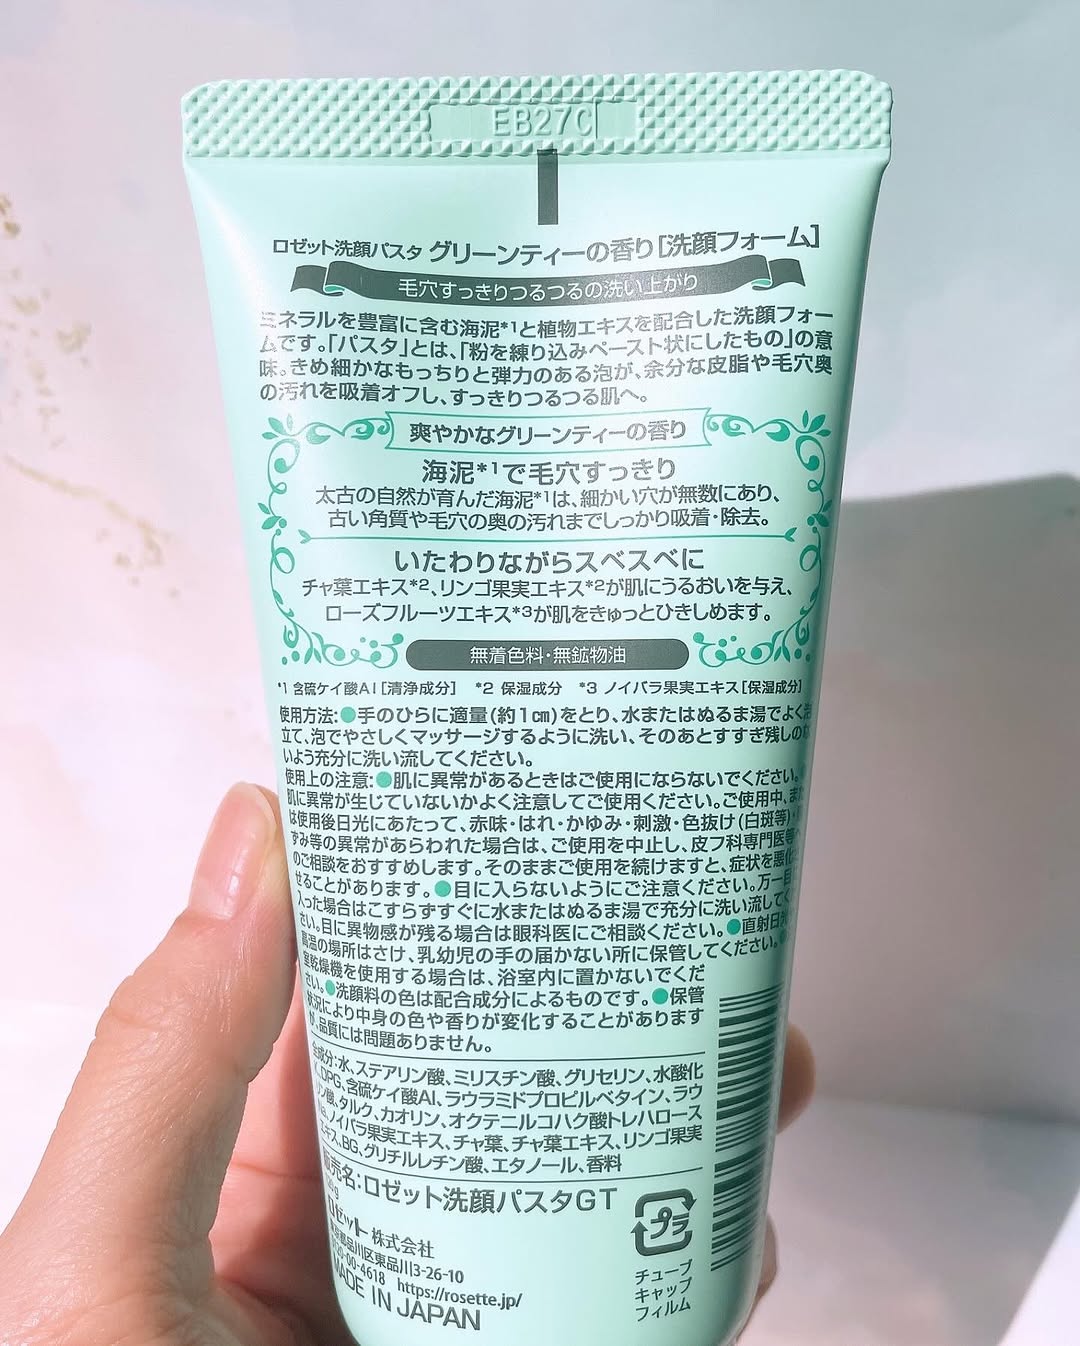 EB27C
ロゼット洗顔パスタ グリーンティーの香り[洗顔フォーム]
毛穴すっきりつるつるの洗い上がり
ミネラルを豊富に含む海泥*1と植物エキスを配合した洗顔フォー
ムです。「パスタ」とは、「粉を練り込みペースト状にしたもの」の意
味。きめ細かなもっちりと弾力のある泡が、余分な皮脂や毛穴奥
の汚れを吸着オフし、すっきりつるつる肌へ。
爽やかなグリーンティーの香り
海泥*1で毛穴すっきり
太古の自然が育んだ海泥*1は、細かい穴が無数にあり、
古い角質や毛穴の奥の汚れまでしっかり吸着・除去。
いたわりながらスベスベに
チャ葉エキス*2、リンゴ果実エキス*2が肌にうるおいを与え、
ローズフルーツエキス*3が肌をきゅっとひきしめます。
無着色料・無鉱物油
*1 含硫ケイ酸Al[清浄成分] *2 保湿成分 *3 ノイバラ果実エキス[保湿成分]
使用方法:●手のひらに適量(約1cm)をとり、水またはぬるま湯でよく
立て、泡でやさしくマッサージするように洗い、そのあとすすぎ残しの
いよう充分に洗い流してください。
使用上の注意:●肌に異常があるときはご使用にならないでください。
肌に異常が生じていないかよく注意してご使用ください。ご使用中、また
は使用後日光にあたって、赤味・はれ・かゆみ・刺激・色抜け(白斑等)・
ずみ等の異常があらわれた場合は、ご使用を中止し、皮フ科専門医等へ
のご相談をおすすめします。そのままご使用を続けますと、症状を悪化
せることがあります。●目に入らないようにご注意ください。万一目
入った場合はこすらずすぐに水またはぬるま湯で充分に洗い流して
さい。目に異物感が残る場合は眼科医にご相談ください。●直射日
高温の場所はさけ、乳幼児の手の届かない所に保管してください。
室乾燥機を使用する場合は、浴室内に置かないでくだ
さい。●洗顔料の色は配合成分によるものです。●保管
状況により中身の色や香りが変化することがあります
が、品質には問題ありません。
全成分:水、ステアリン酸、ミリスチン酸、グリセリン、水酸化
、DPG、含硫ケイ酸Al、ラウラミドプロピルベタイン、ラウ
リン酸、タルク、カオリン、オクテニルコハク酸トレハロース
、ノイバラ果実エキス、チャ葉、チャ葉エキス、リンゴ果実
エキス、BG、グリチルレチン酸、エタノール、香料
販売名:ロゼット洗顔パスタGT
ロゼット株式会社
東京都品川区東品川3-26-10
-00-4618 https://rosette.jp/
MADE IN JAPAN
プラ
チューブ
キャップ
フィルム